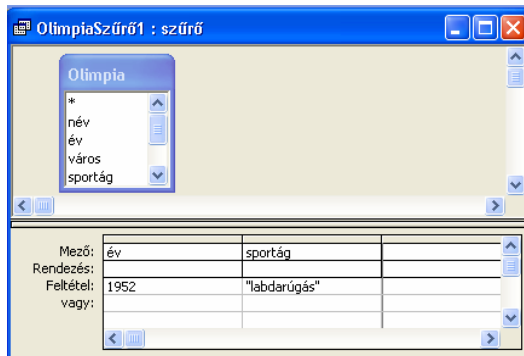 OlimpiaSzűrő1 : szűrő
Olimpia
*
név
év
város
sportág
Mező: év sportág
Rendezés:
Feltétel: 1952 "labdarúgás"
vagy: